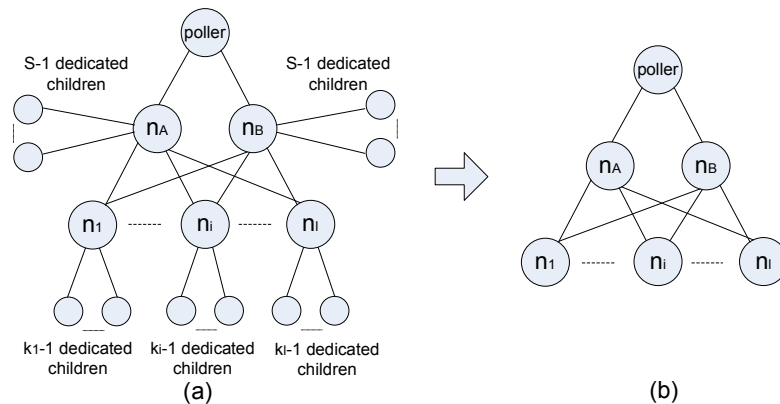 poller
S-1 dedicated
children
S-1 dedicated
children
nA
nB
n1
ni
nl
k1-1 dedicated
children
ki-1 dedicated
children
kl-1 dedicated
children
(a)
poller
nA
nB
n1
ni
nl
(b)